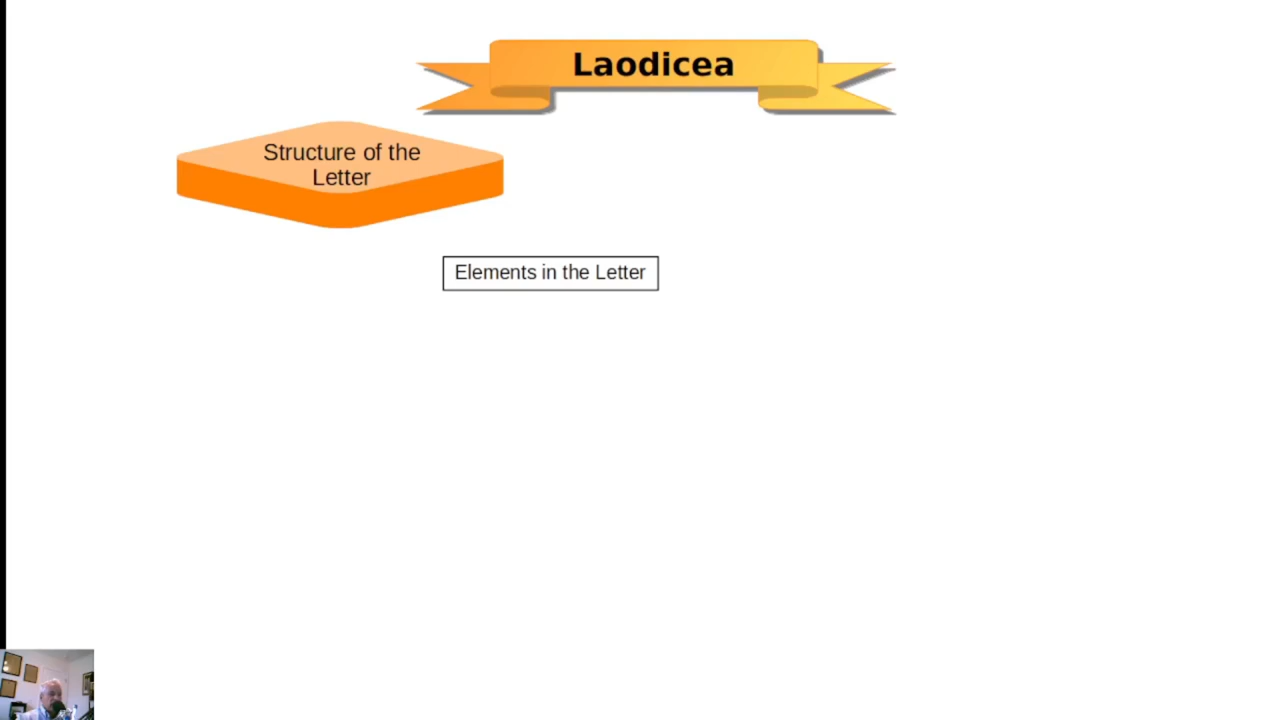 Laodicea
Structure of the
Letter
Elements in the Letter